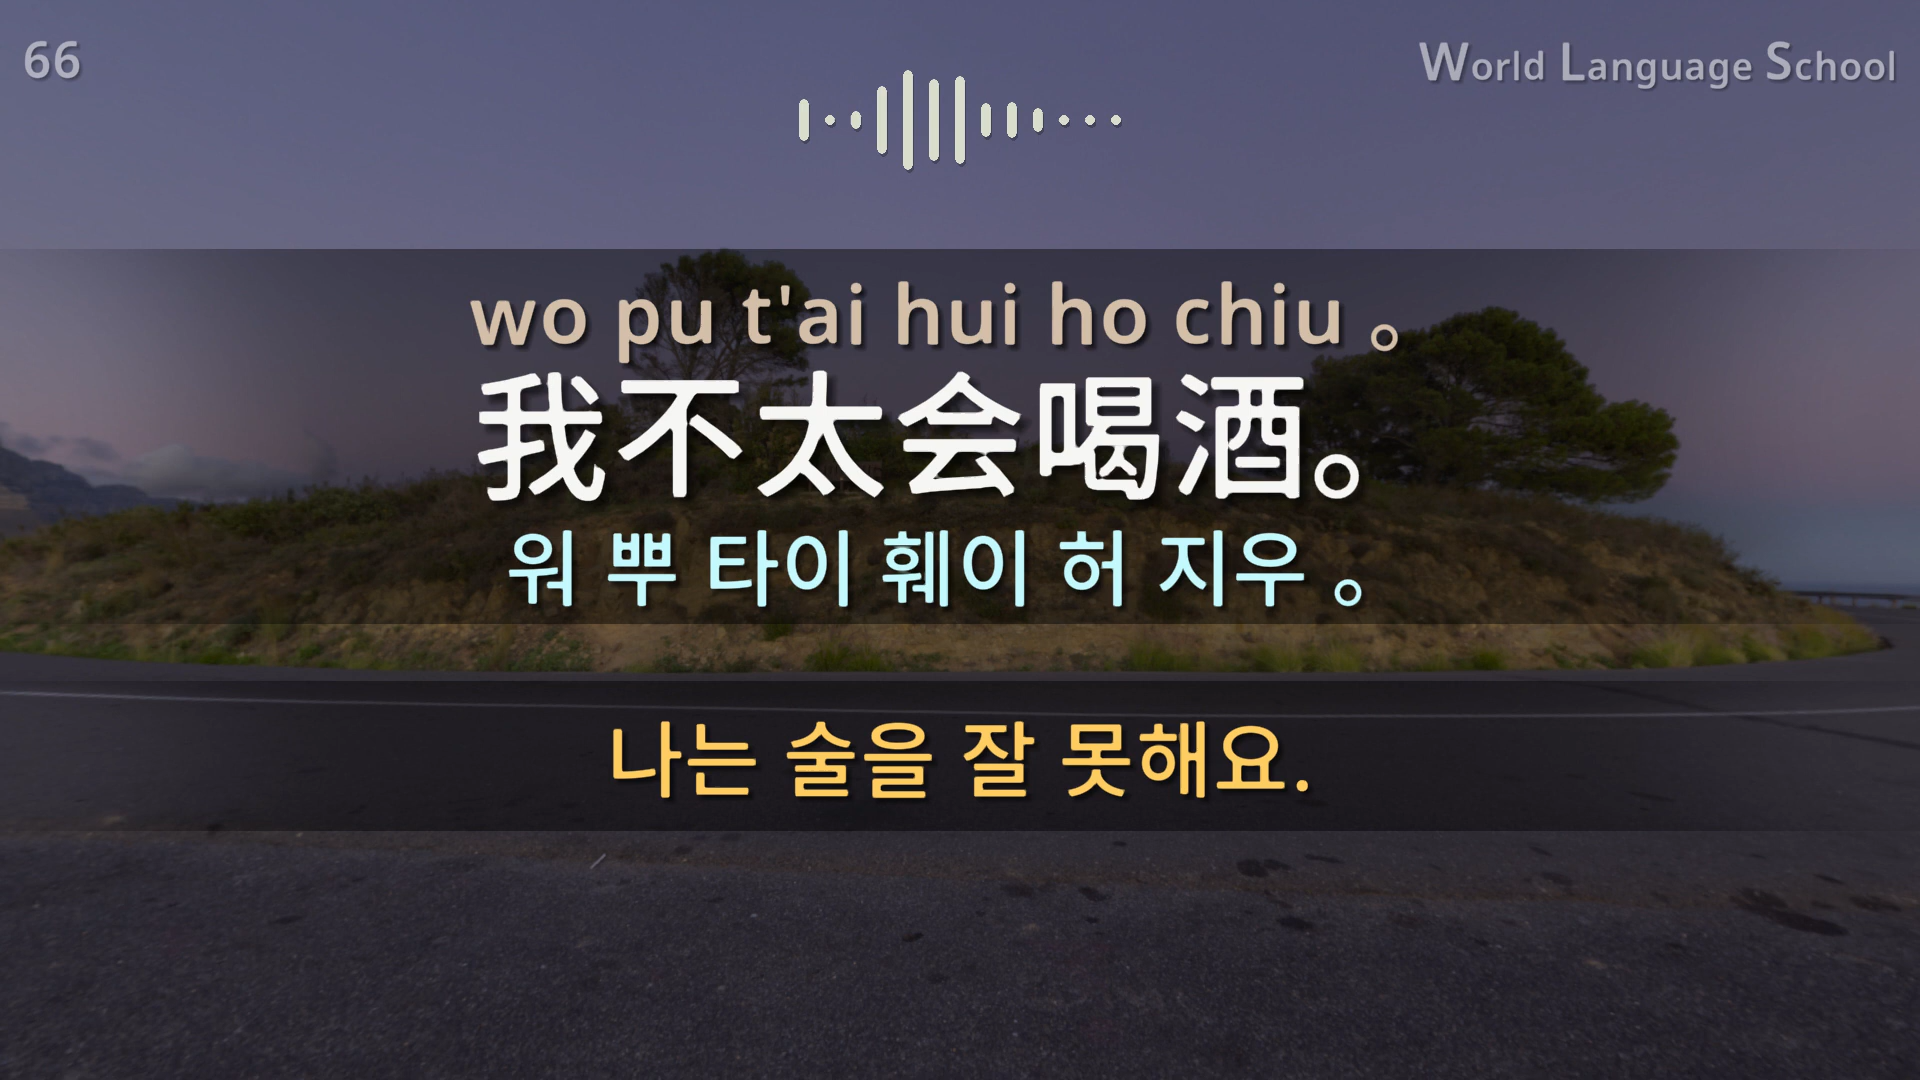 66
World Language School
wo pu t'ai hui ho chiu 。
我不太会喝酒。
워 뿌 타이 훼이 허 지우 。
나는 술을 잘 못해요.